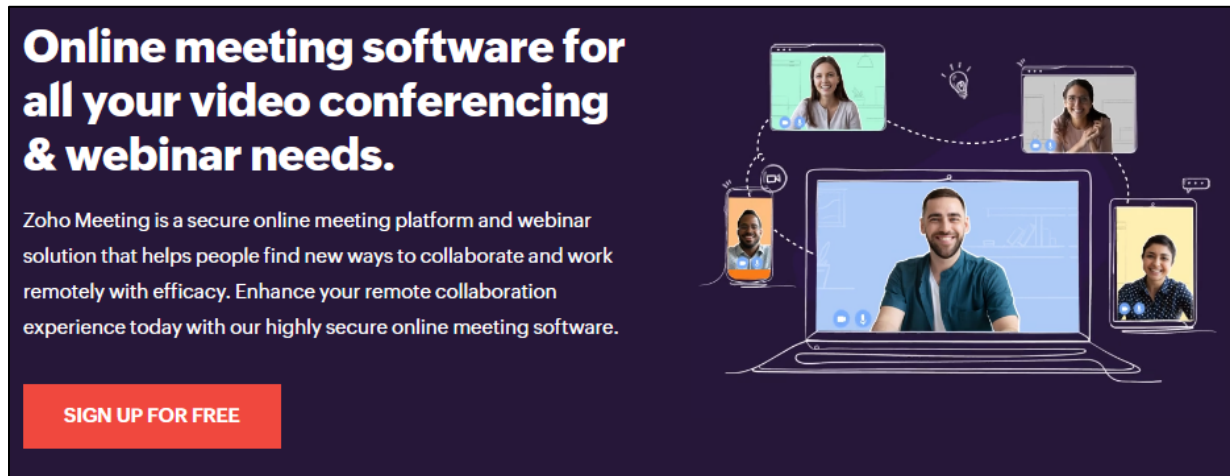 Online meeting software for
all your video conferencing
& webinar needs.
Zoho Meeting is a secure online meeting platform and webinar
solution that helps people find new ways to collaborate and work
remotely with efficacy. Enhance your remote collaboration
experience today with our highly secure online meeting software.
SIGN UP FOR FREE